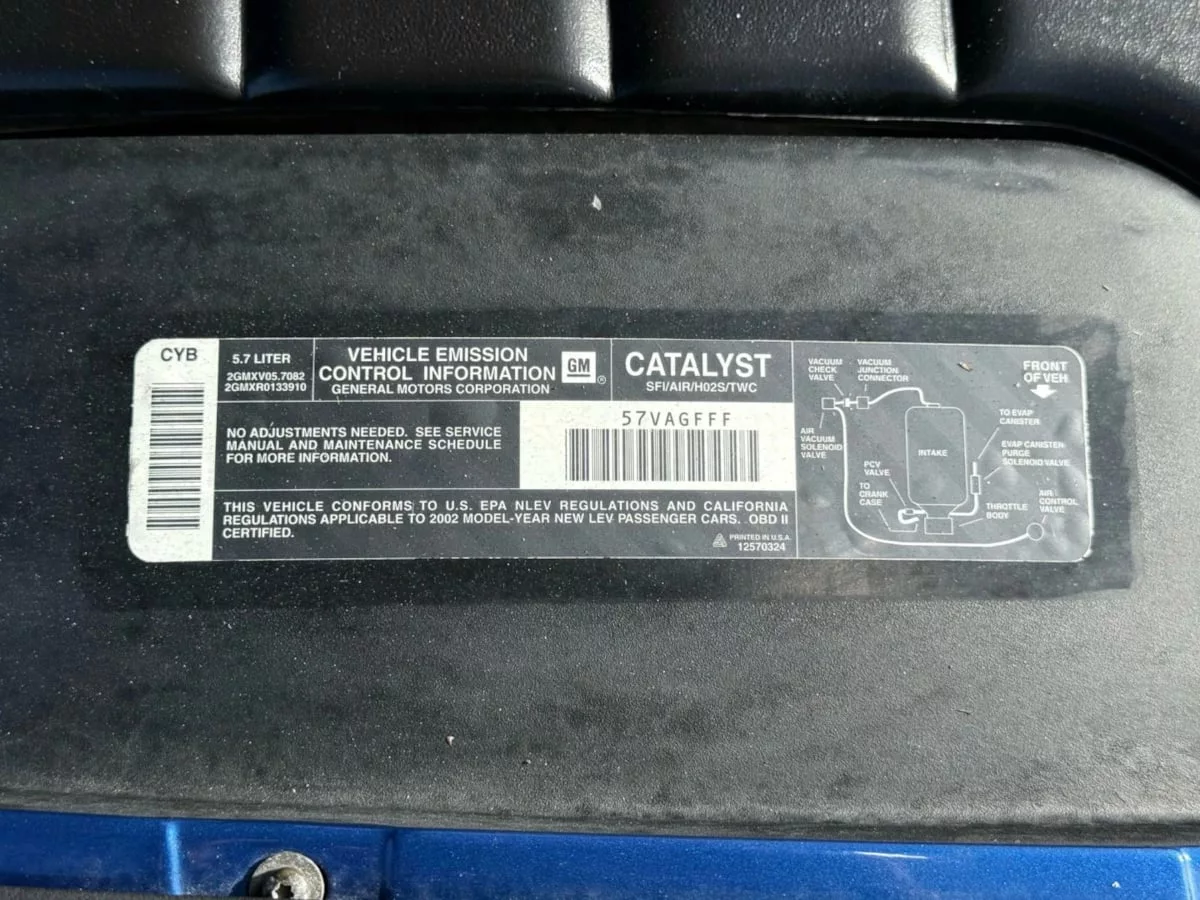 CYB
5.7 LITER
2GMXV05.7082
2GMXR0133910
VEHICLE EMISSION
CONTROL INFORMATION
GENERAL MOTORS CORPORATION
GM
®
CATALYST
SFI/AIR/H02S/TWC
NO ADJUSTMENTS NEEDED. SEE SERVICE
MANUAL AND MAINTENANCE SCHEDULE
FOR MORE INFORMATION.
57VAGFFF
THIS VEHICLE CONFORMS TO U.S. EPA NLEV REGULATIONS AND CALIFORNIA
REGULATIONS APPLICABLE TO 2002 MODEL-YEAR NEW LEV PASSENGER CARS. OBD II
CERTIFIED.
PRINTED IN U.S.A.
12570324
VACUUM
CHECK
VALVE
VACUUM
JUNCTION
CONNECTOR
FRONT
OF VEH
AIR
VACUUM
SOLENOID
VALVE
INTAKE
TO EVAP
CANISTER
EVAP CANISTER
PURGE
SOLENOID VALVE
PCV
VALVE
TO
CRANK
CASE
THROTTLE
BODY
AIR
CONTROL
VALVE